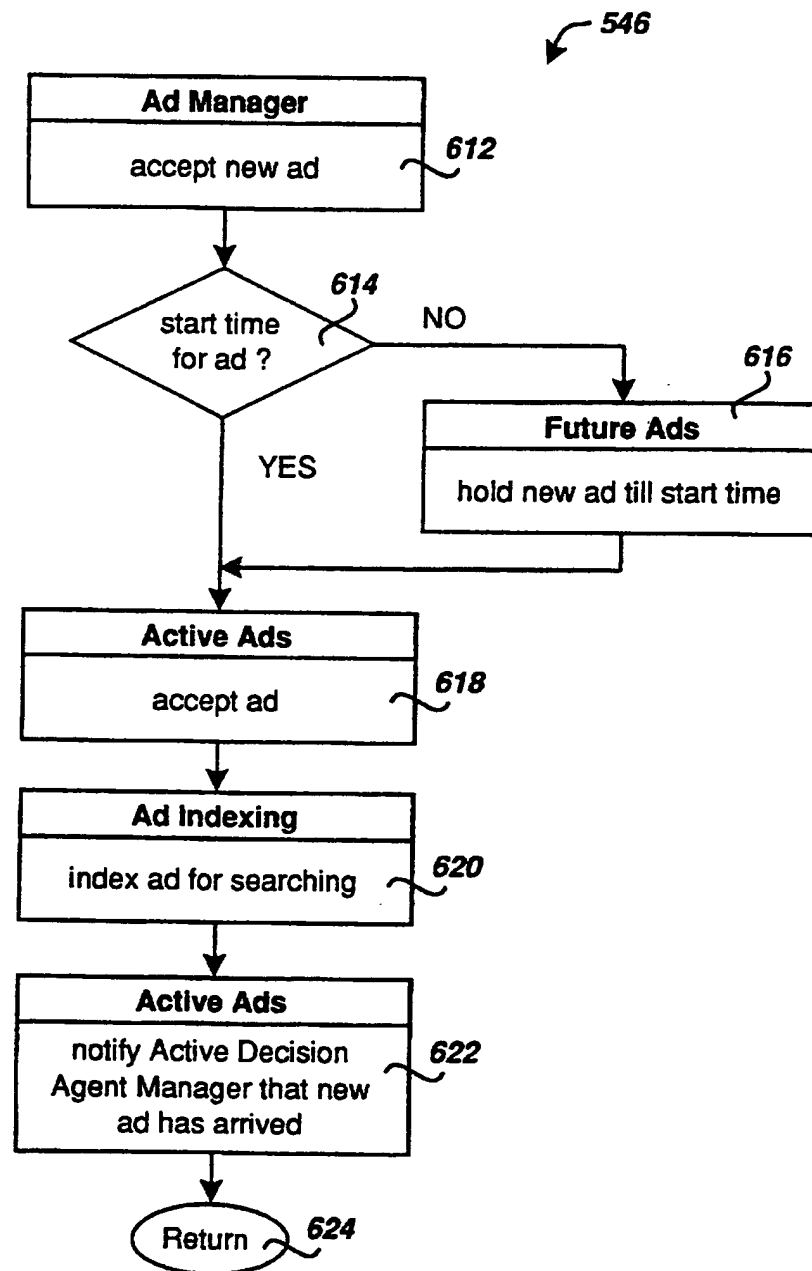 546
Ad Manager
accept new ad
612
start time
for ad ?
614
NO
YES
616
Future Ads
hold new ad till start time
Active Ads
accept ad
618
Ad Indexing
index ad for searching
620
Active Ads
notify Active Decision
Agent Manager that new
ad has arrived
622
Return
624